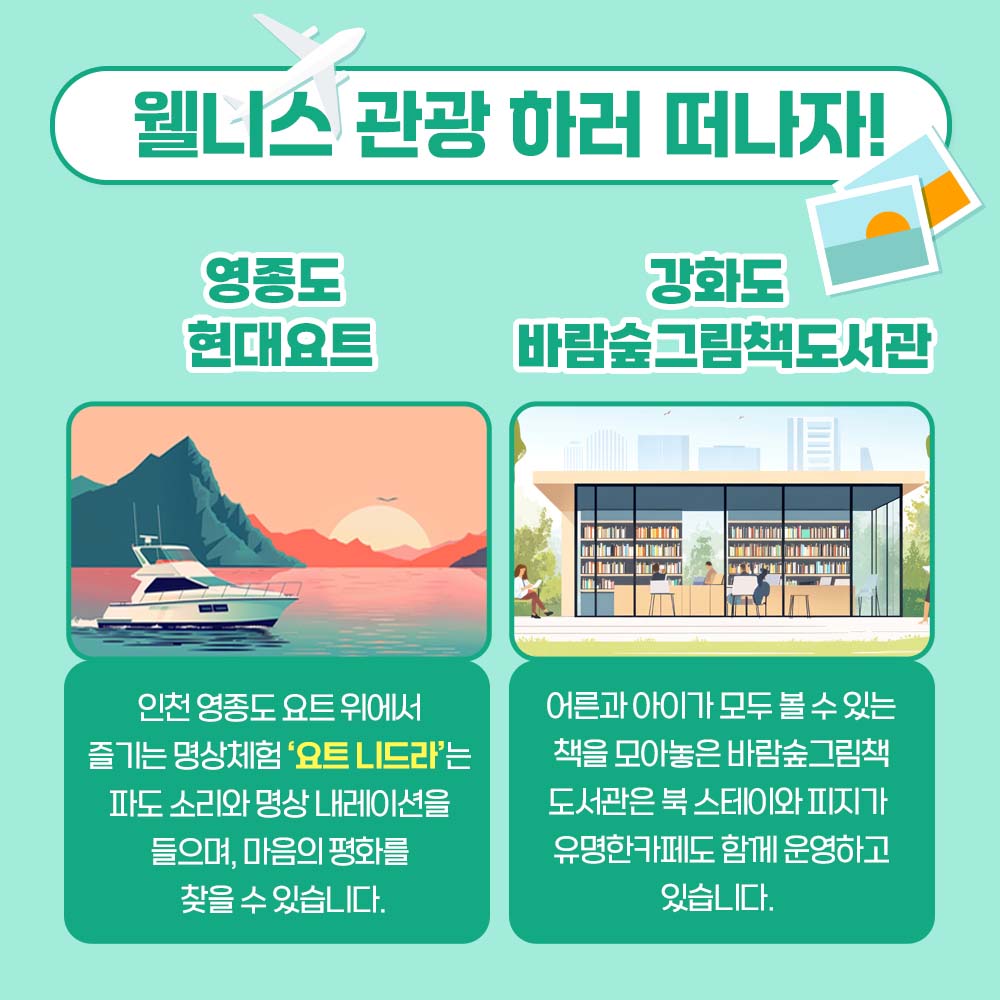 웰니스 관광 하러 떠나자!
영종도
현대요트
인천 영종도 요트 위에서
즐기는 명상체험 ‘요트 니드라’는
파도 소리와 명상 내레이션을
들으며, 마음의 평화를
찾을 수 있습니다.
강화도
바람숲그림책도서관
어른과 아이가 모두 볼 수 있는
책을 모아놓은 바람숲그림책
도서관은 북 스테이와 피지가
유명한카페도 함께 운영하고
있습니다.